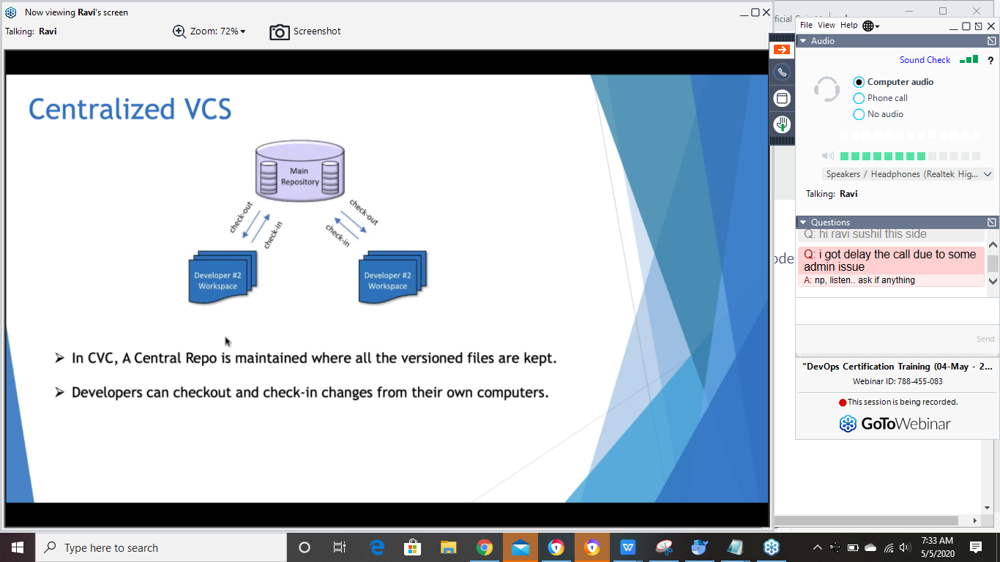 Now viewing Ravi's screen
Talking: Ravi
Zoom: 72%
Screenshot
Centralized VCS
Main
Repository
check-out
check-in
check-out
check-in
Developer #2
Workspace
Developer #2
Workspace
In CVC, A Central Repo is maintained where all the versioned files are kept.
Developers can checkout and check-in changes from their own computers.
File View Help
Audio
Sound Check ?
Computer audio
Phone call
No audio
Speakers / Headphones (Realtek Hig...
Talking: Ravi
Questions
Q: hi ravi sushil this side
Q: i got delay the call due to some
admin issue
A: np, listen.. ask if anything
Send
"DevOps Certification Training (04-May - 2...
Webinar ID: 788-455-083
This session is being recorded.
GoToWebinar
Type here to search
W
7:33 AM
5/5/2020